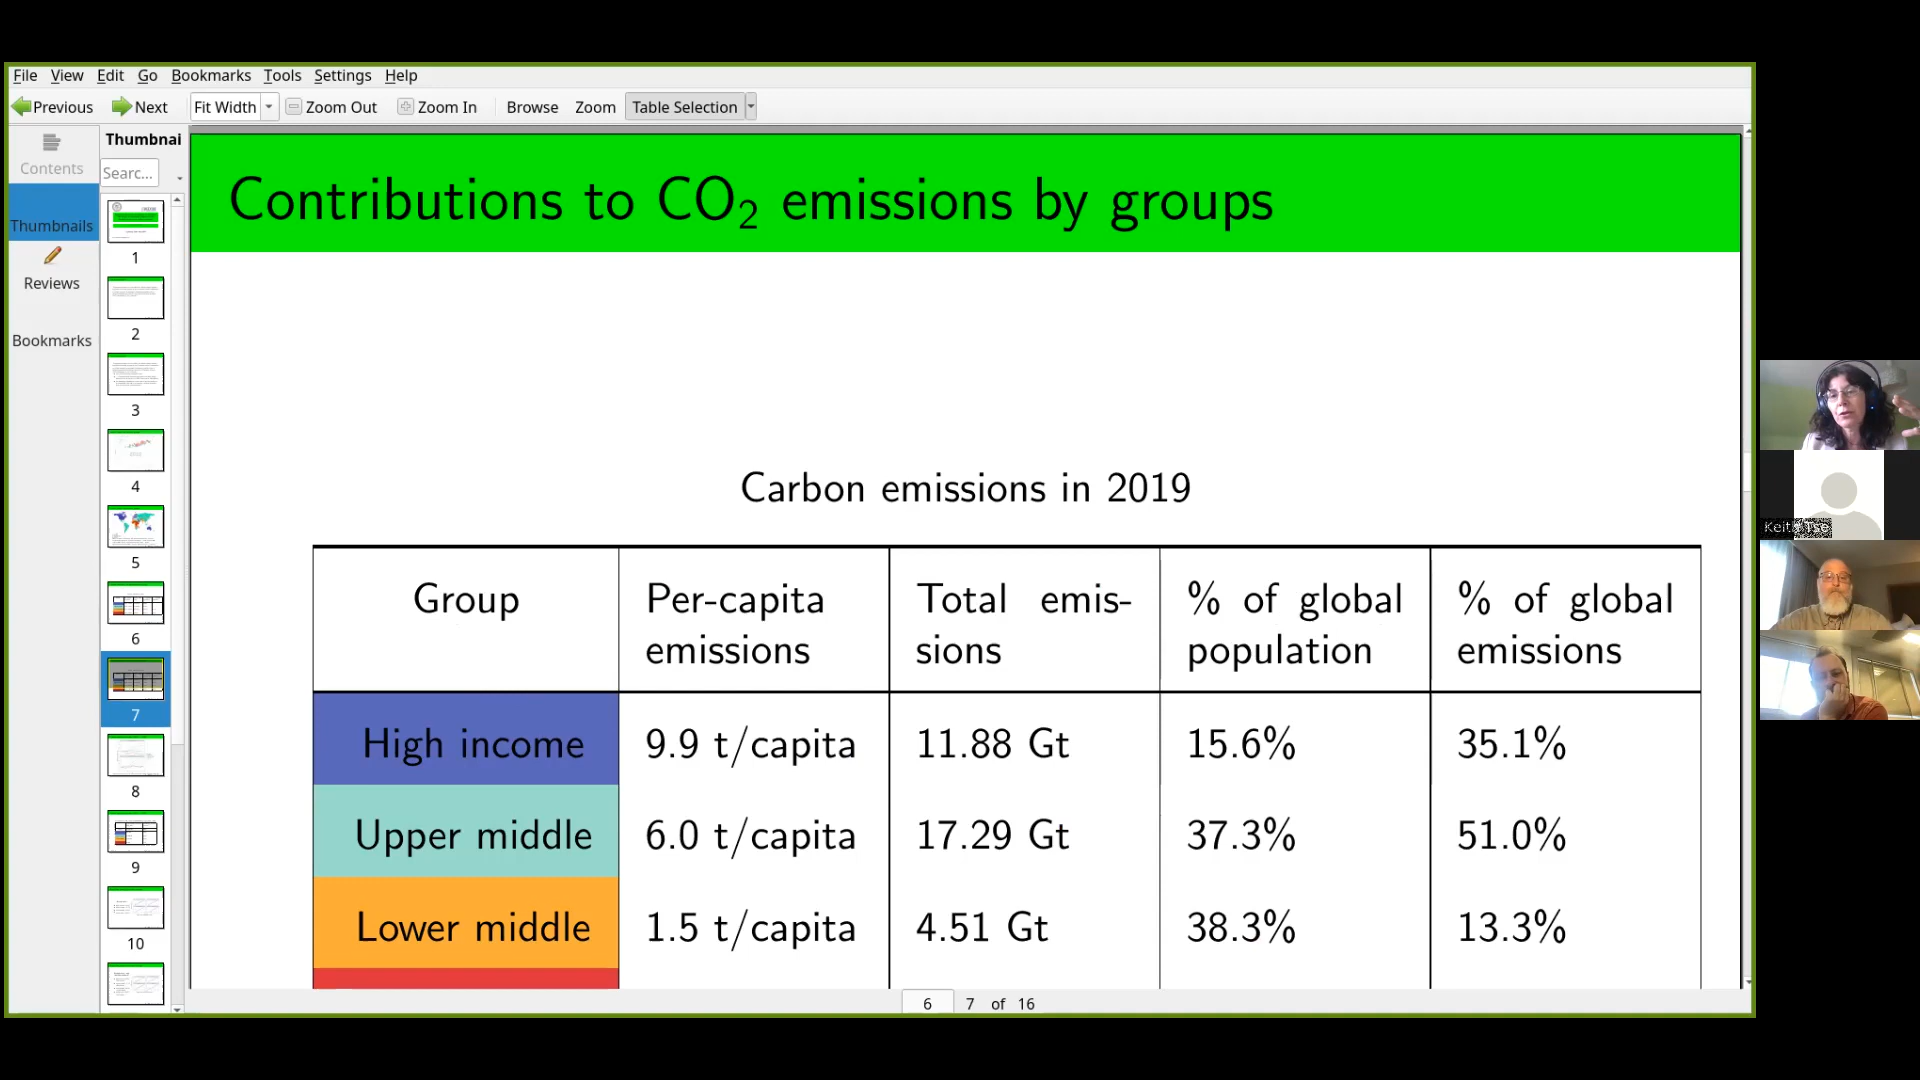 File View Edit Go Bookmarks Tools Settings Help
Previous Next Fit Width Zoom Out Zoom In Browse Zoom Table Selection
Contents
Thumbnails
Reviews
Bookmarks
Thumbnai
Searc...
1
2
3
4
5
6
7
8
9
10
Contributions to CO₂ emissions by groups
Carbon emissions in 2019
Group Per-capita emissions Total emis-sions % of global population % of global emissions
High income 9.9 t/capita 11.88 Gt 15.6% 35.1%
Upper middle 6.0 t/capita 17.29 Gt 37.3% 51.0%
Lower middle 1.5 t/capita 4.51 Gt 38.3% 13.3%
6 7 of 16